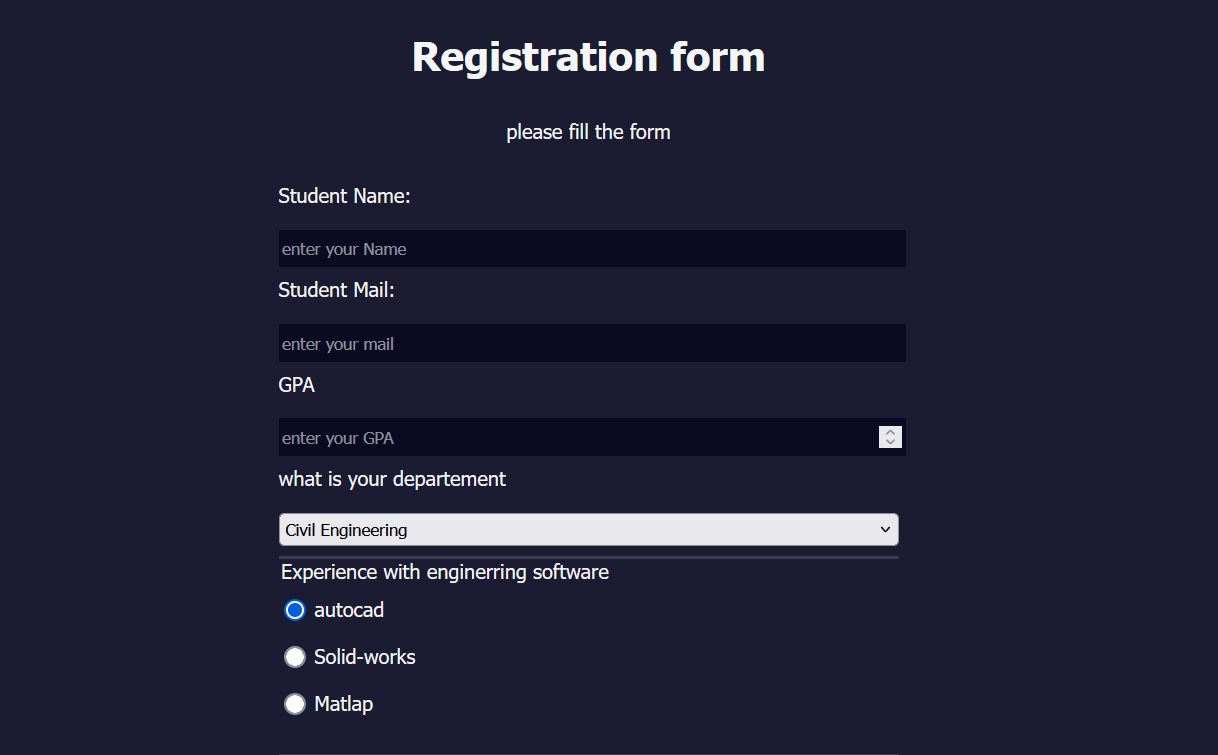 Registration form
please fill the form
Student Name:
enter your Name
Student Mail:
enter your mail
GPA
enter your GPA
what is your departement
Civil Engineering
Experience with enginerring software
autocad
Solid-works
Matlap